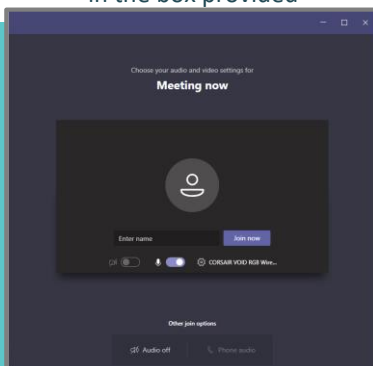 in the box provided
Choose your audio and video settings for
Meeting now
Enter name
Join now
CORSAIR VOID RGB Wire...
Other join options
Audio off
Phone audio